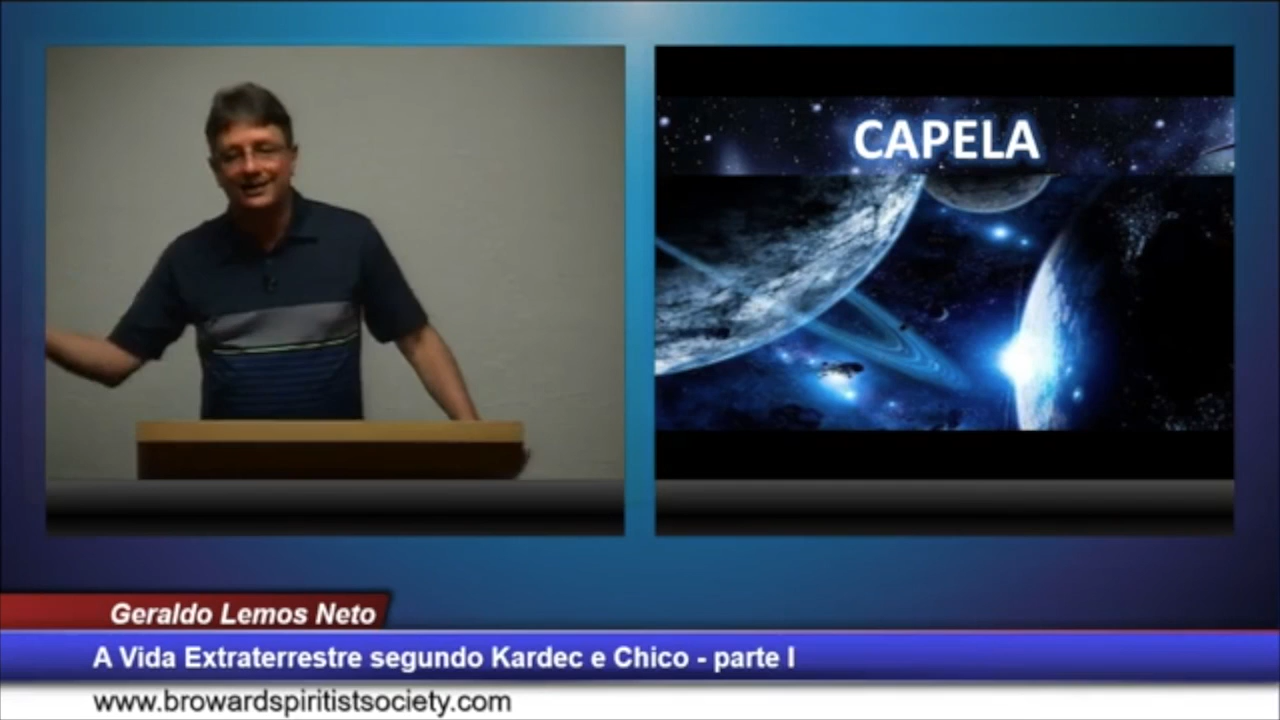 CAPELA
Geraldo Lemos Neto
A Vida Extraterrestre segundo Kardec e Chico - parte I
www.browardspiritistsociety.com